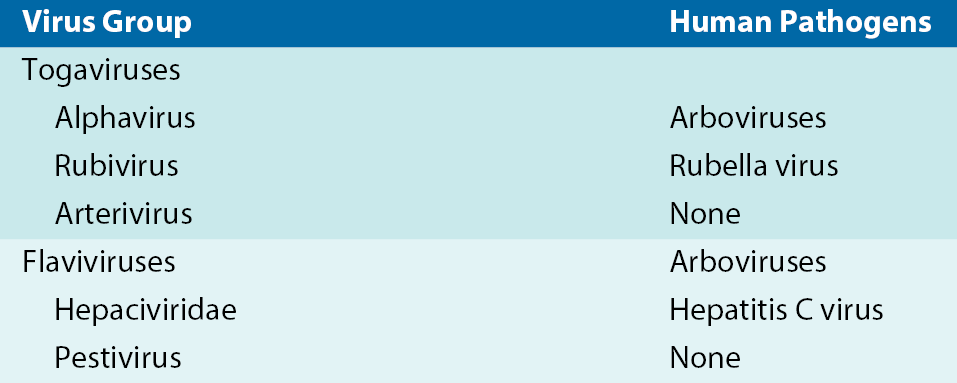 Virus Group Human Pathogens
Togaviruses
Alphavirus Arboviruses
Rubivirus Rubella virus
Arterivirus None
Flaviviruses Arboviruses
Hepaciviridae Hepatitis C virus
Pestivirus None